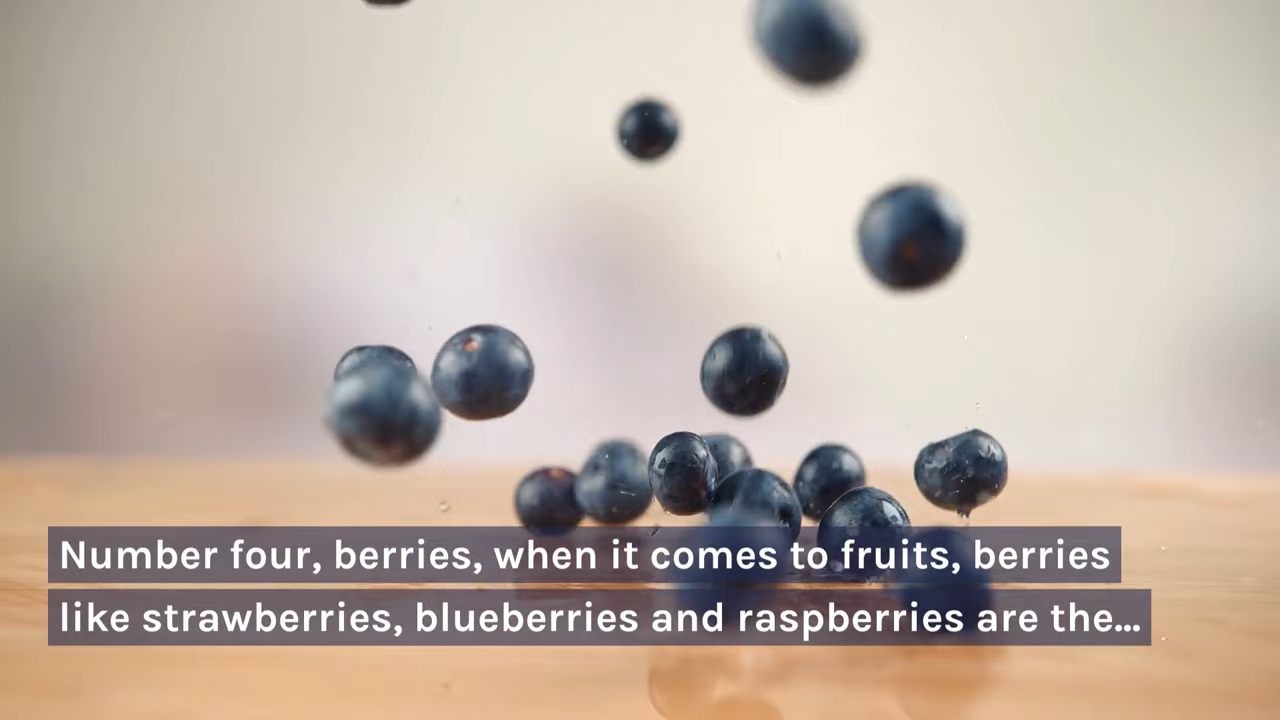 Number four, berries, when it comes to fruits, berries
like strawberries, blueberries and raspberries are the...